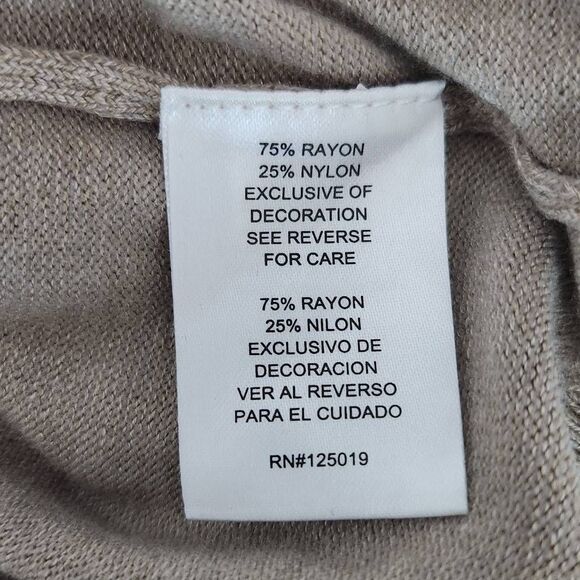 75% RAYON
25% NYLON
EXCLUSIVE OF
DECORATION
SEE REVERSE
FOR CARE
75% RAYON
25% NILON
EXCLUSIVO DE
DECORACION
VER AL REVERSO
PARA EL CUIDADO
RN#125019